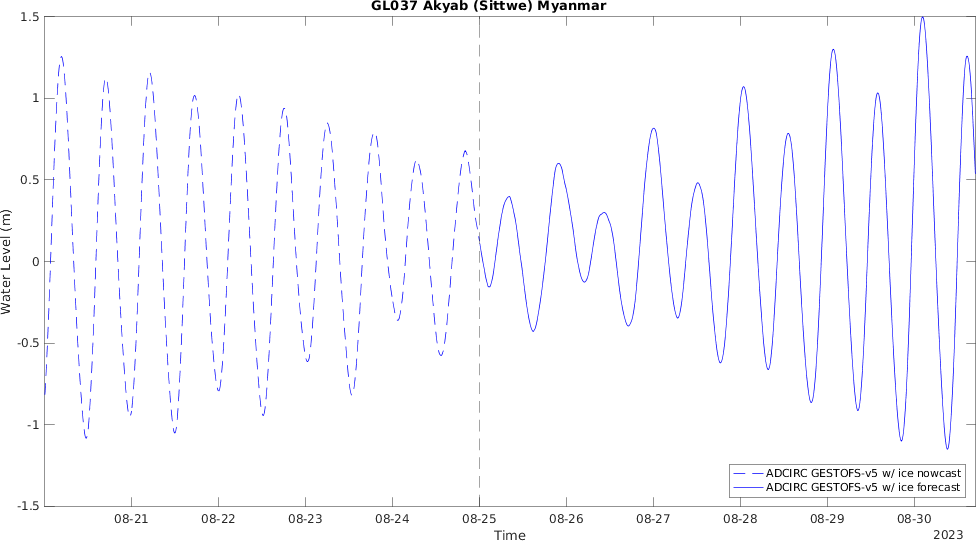 GL037 Akyab (Sittwe) Myanmar
1.5
1
0.5
0
-0.5
-1
-1.5
Water Level (m)
ADCIRC GESTOFS-v5 w/ ice nowcast
ADCIRC GESTOFS-v5 w/ ice forecast
08-21 08-22 08-23 08-24 08-25 08-26 08-27 08-28 08-29 08-30
Time
2023